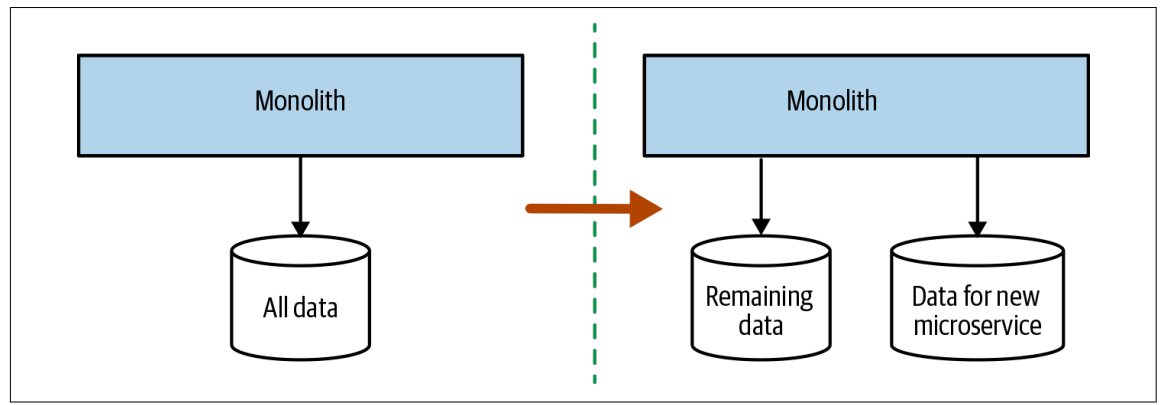 Monolith
All data
Monolith
Remaining
data
Data for new
microservice